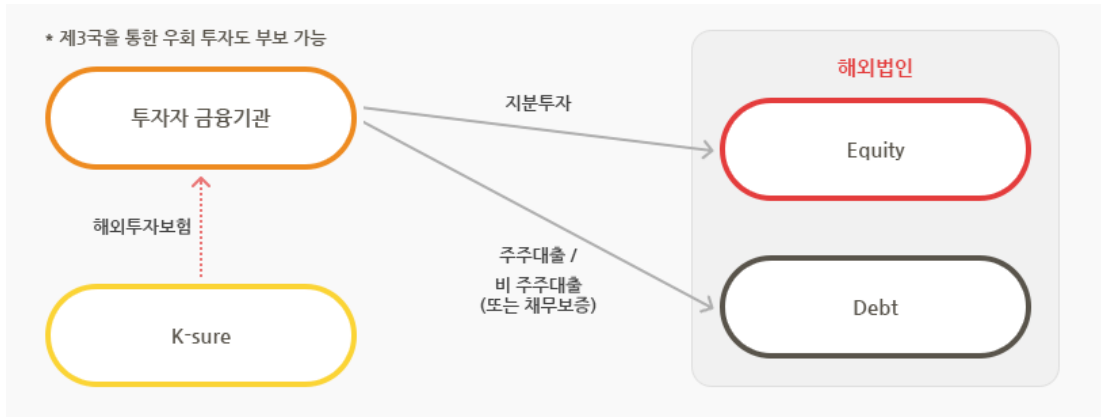 * 제3국을 통한 우회 투자도 부보 가능
해외법인
투자자 금융기관
지분투자
Equity
해외투자보험
주주대출 /
비 주주대출
(또는 채무보증)
Debt
K-sure